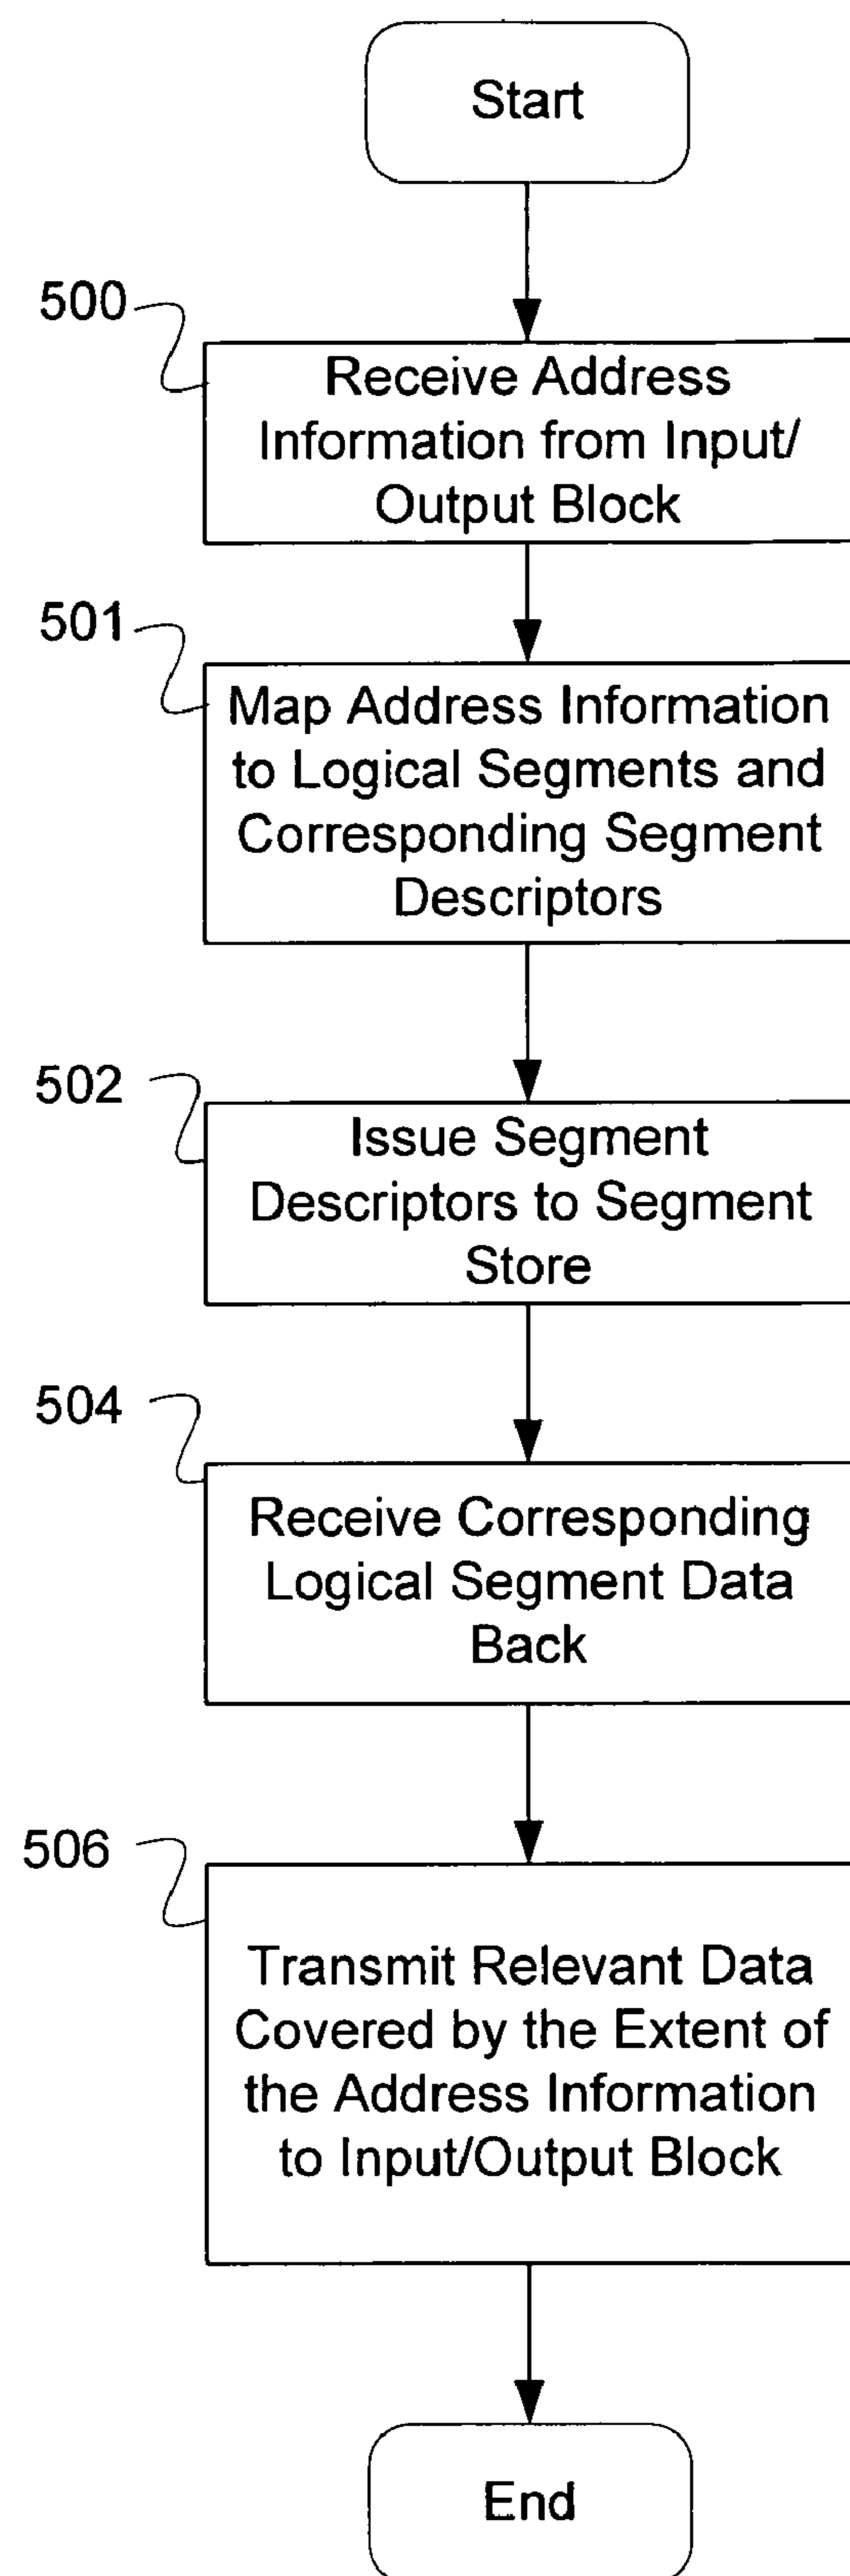 Start
500
Receive Address
Information from Input/
Output Block
501
Map Address Information
to Logical Segments and
Corresponding Segment
Descriptors
502
Issue Segment
Descriptors to Segment
Store
504
Receive Corresponding
Logical Segment Data
Back
506
Transmit Relevant Data
Covered by the Extent of
the Address Information
to Input/Output Block
End